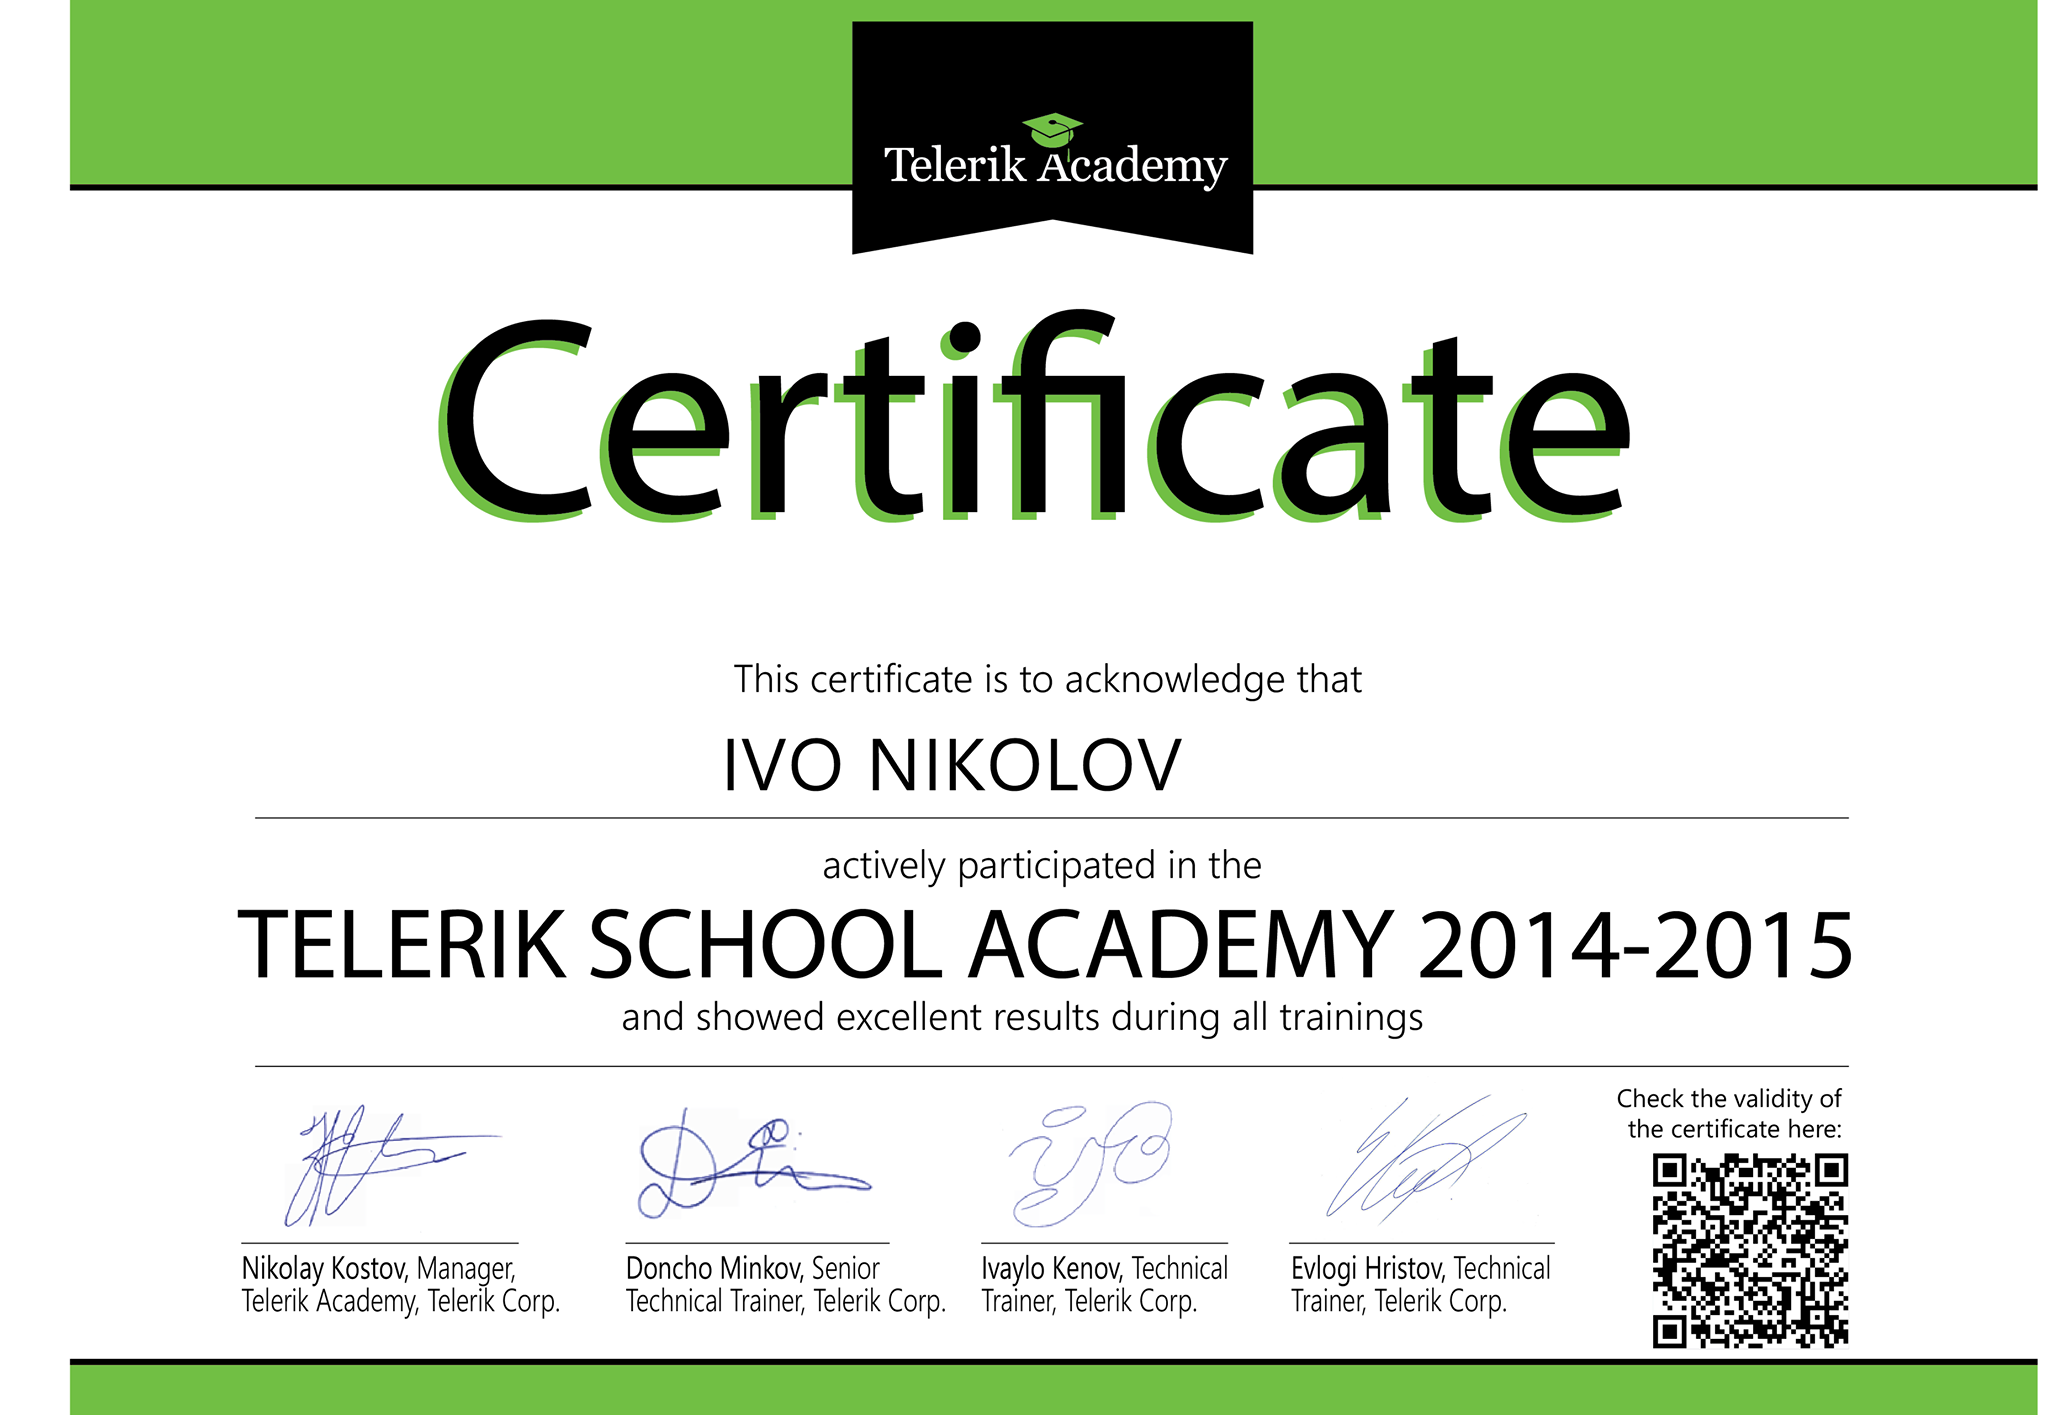 Telerik Academy
Certificate
This certificate is to acknowledge that
IVO NIKOLOV
actively participated in the
TELERIK SCHOOL ACADEMY 2014-2015
and showed excellent results during all trainings
Check the validity of
the certificate here:
Nikolay Kostov, Manager,
Telerik Academy, Telerik Corp.
Doncho Minkov, Senior
Technical Trainer, Telerik Corp.
Ivaylo Kenov, Technical
Trainer, Telerik Corp.
Evlogi Hristov, Technical
Trainer, Telerik Corp.